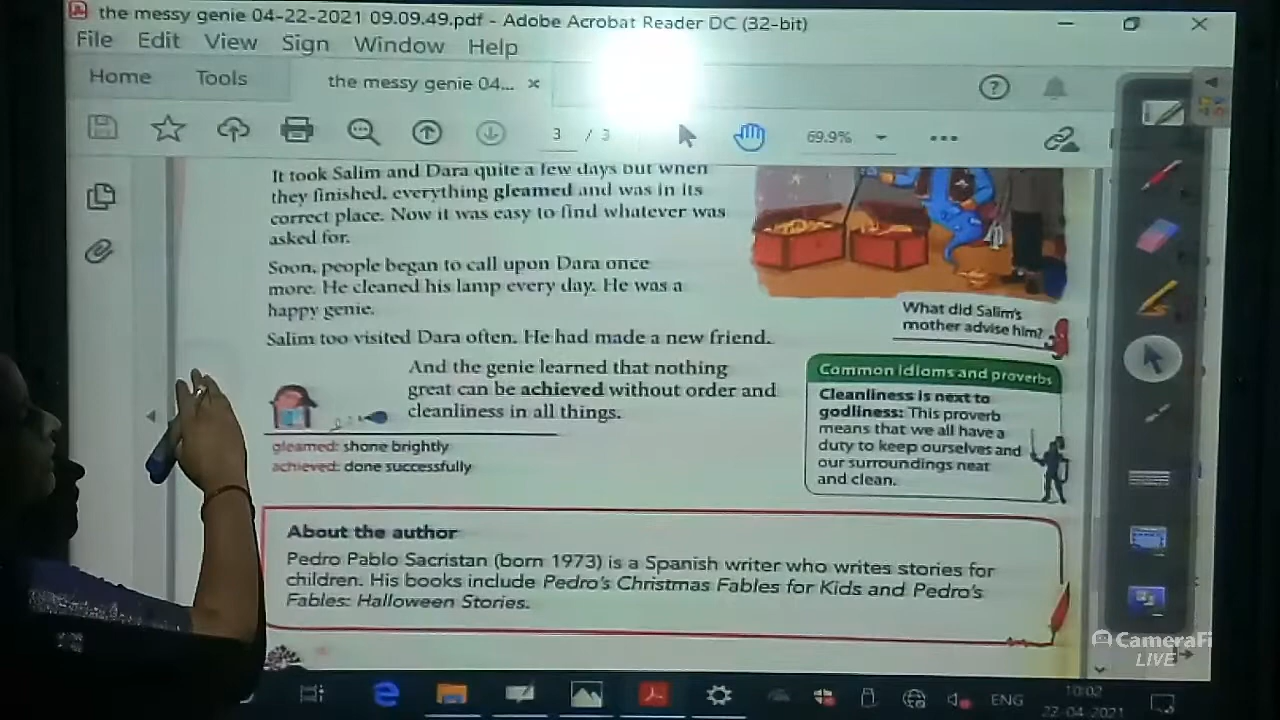 the messy genie 04-22-2021 09.09.49.pdf - Adobe Acrobat Reader DC (32-bit)
File Edit View Sign Window Help
Home Tools the messy genie 04... ×
3 / 3 69.9%
It took Salim and Dara quite a few days but when
they finished, everything gleamed and was in its
correct place. Now it was easy to find whatever was
asked for.
Soon, people began to call upon Dara once
more. He cleaned his lamp every day. He was a
happy genie.
Salim too visited Dara often. He had made a new friend.
And the genie learned that nothing
great can be achieved without order and
cleanliness in all things.
gleamed: shone brightly
achieved: done successfully
What did Salim's
mother advise him?
Common idioms and proverbs
Cleanliness is next to
godliness: This proverb
means that we all have a
duty to keep ourselves and
our surroundings neat
and clean.
About the author
Pedro Pablo Sacristan (born 1973) is a Spanish writer who writes stories for
children. His books include Pedro's Christmas Fables for Kids and Pedro's
Fables: Halloween Stories.
CameraFi
LIVE
ENG
10:02
22-04-2021